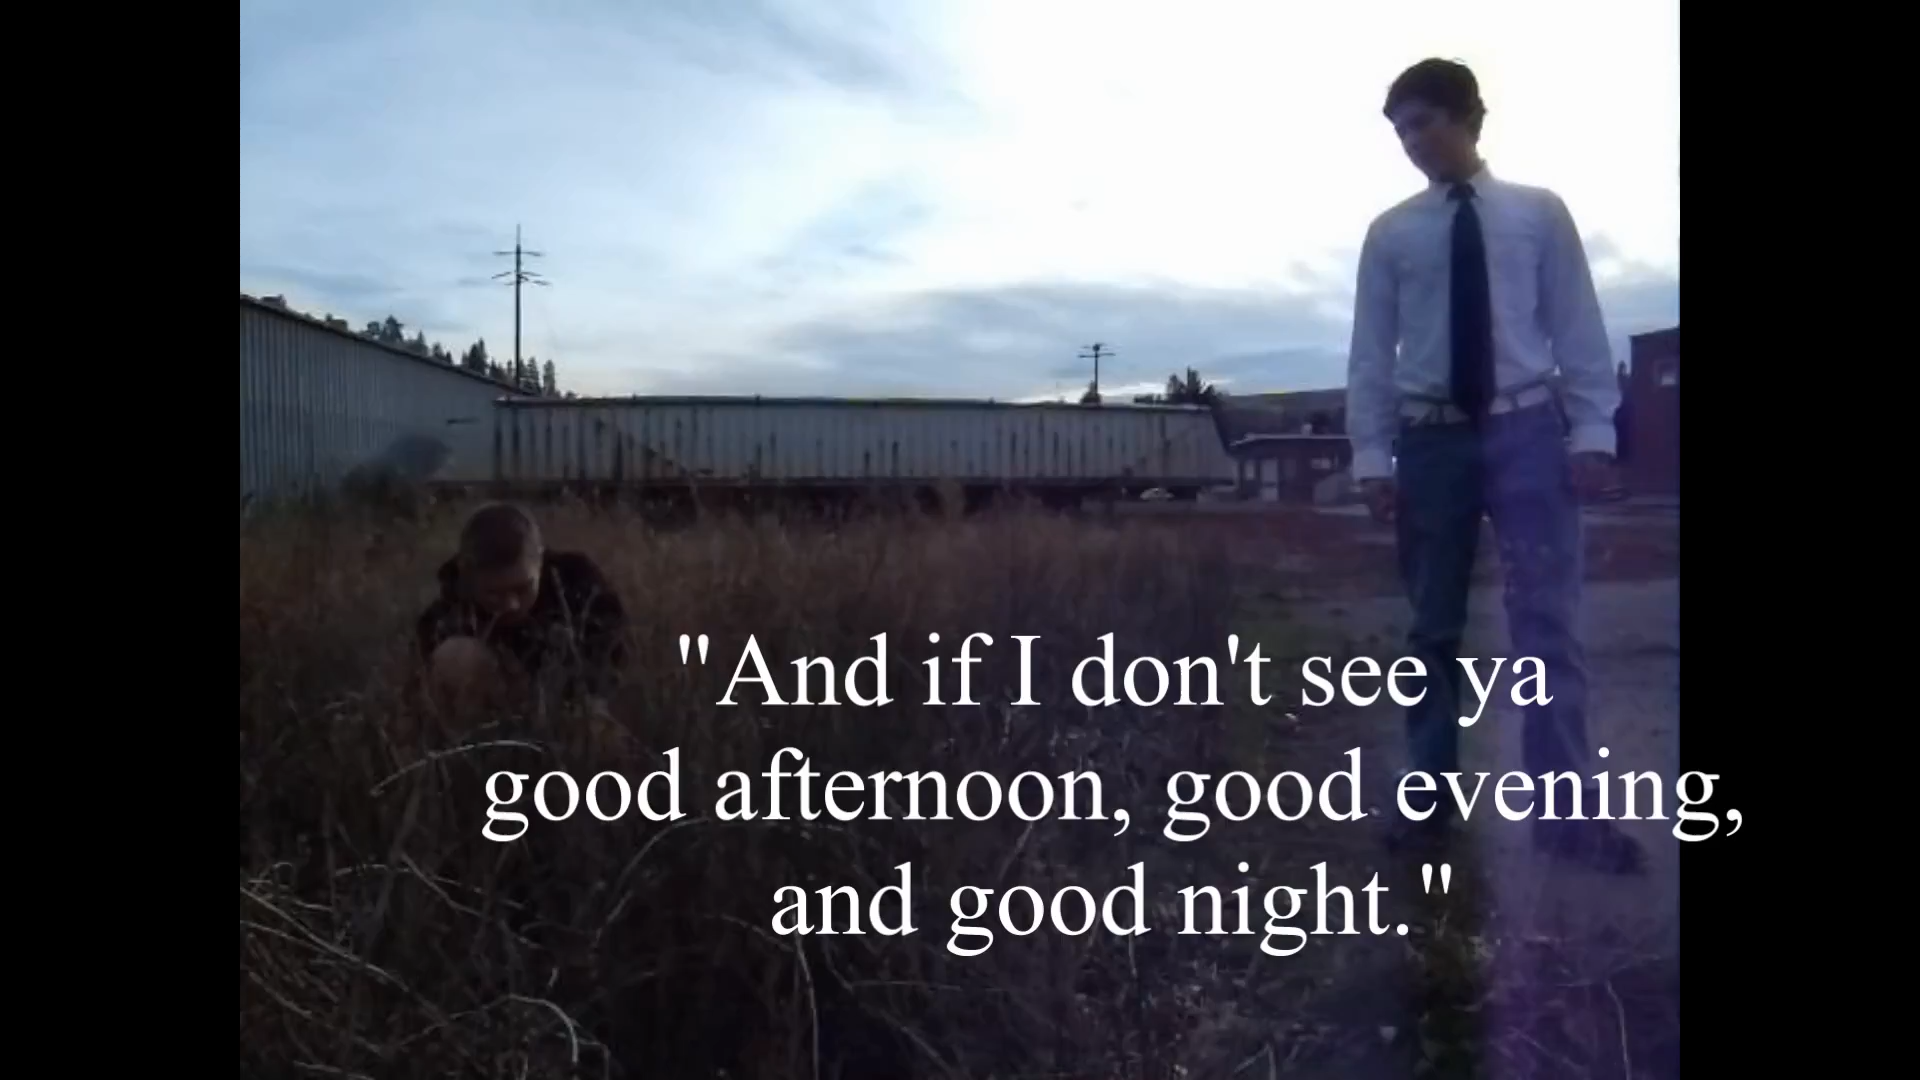 "And if I don't see ya
good afternoon, good evening,
and good night."